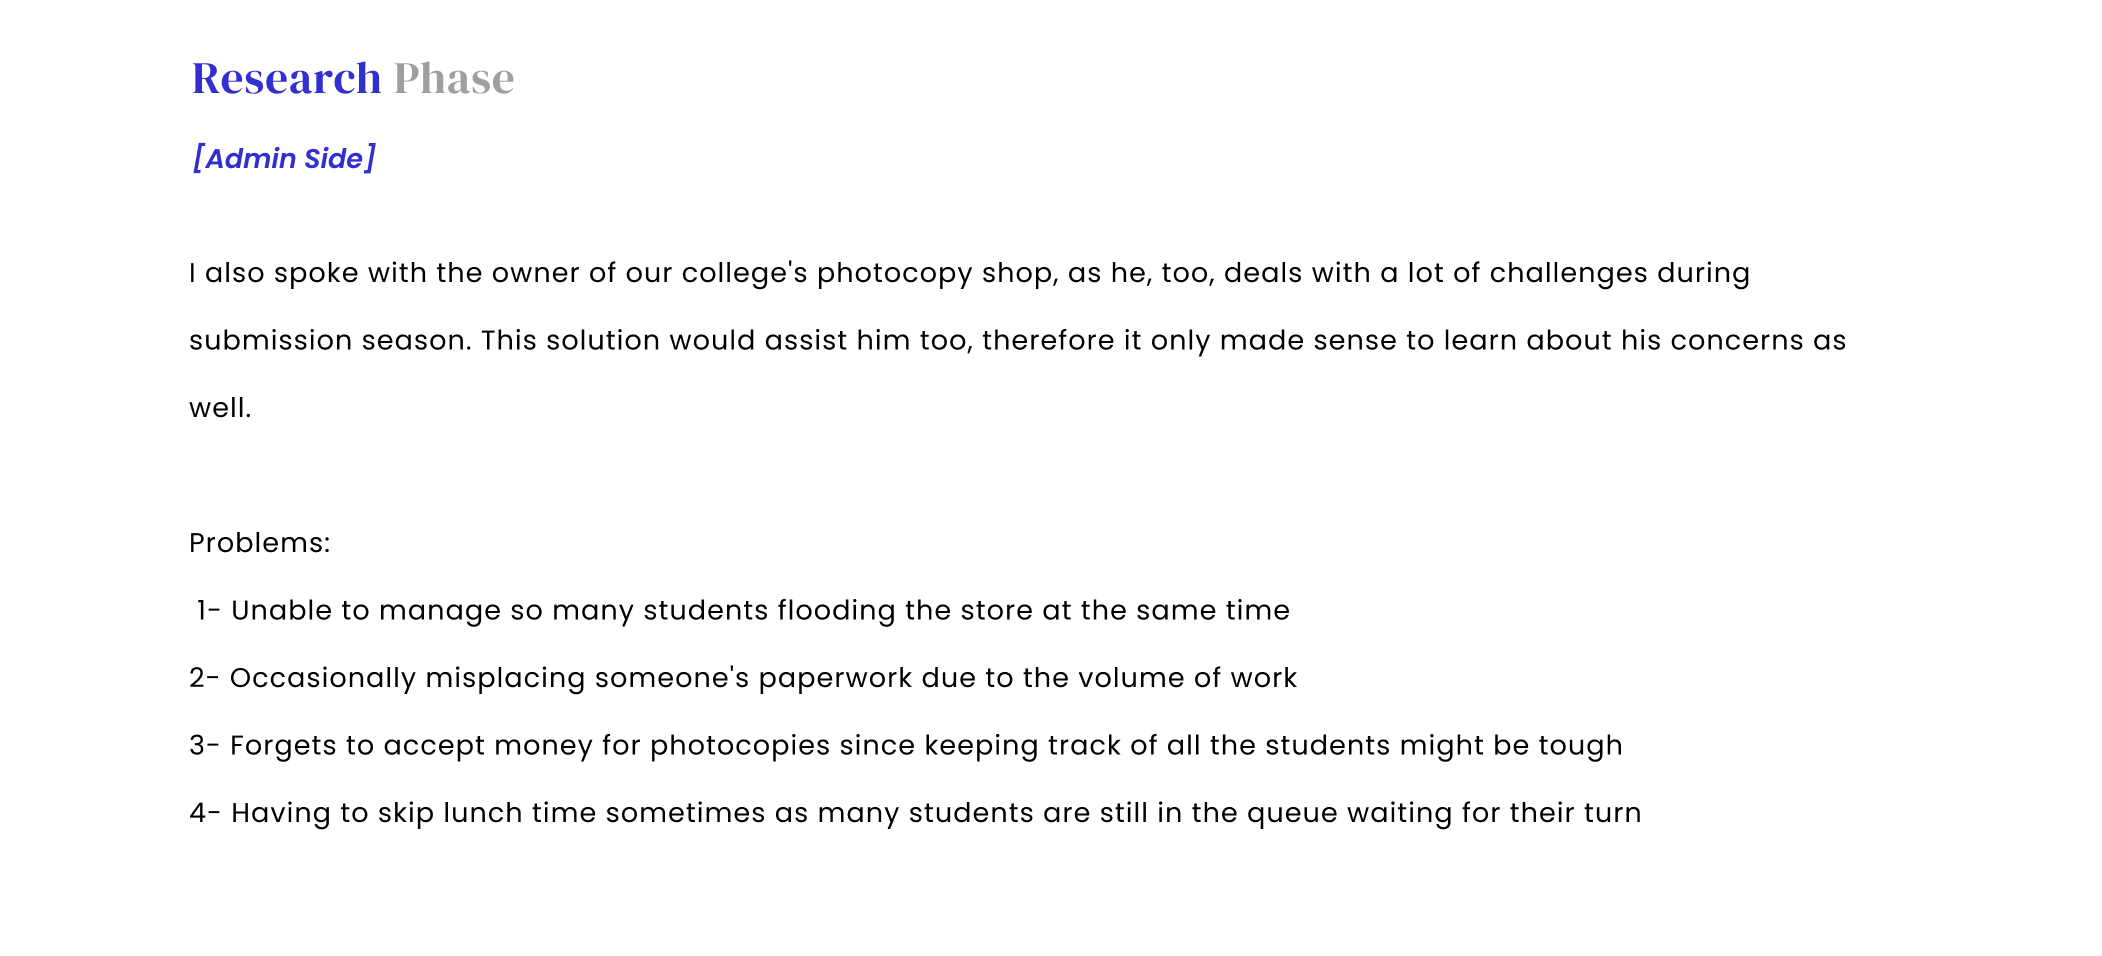 Research Phase
[Admin Side]
I also spoke with the owner of our college's photocopy shop, as he, too, deals with a lot of challenges during
submission season. This solution would assist him too, therefore it only made sense to learn about his concerns as
well.
Problems:
1- Unable to manage so many students flooding the store at the same time
2- Occasionally misplacing someone's paperwork due to the volume of work
3- Forgets to accept money for photocopies since keeping track of all the students might be tough
4- Having to skip lunch time sometimes as many students are still in the queue waiting for their turn